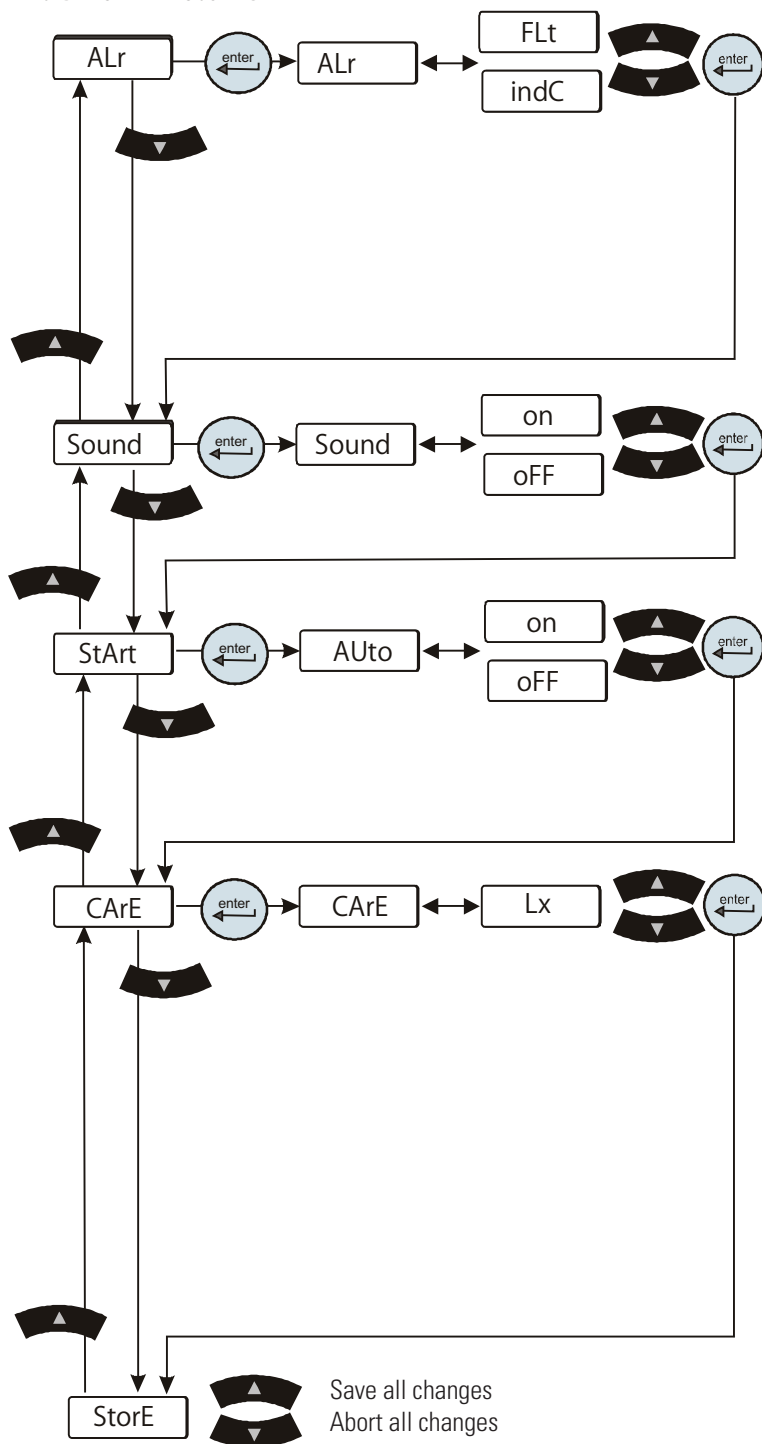 ALr enter ALr FLt enter
indC
Sound enter Sound on enter
oFF
StArt enter AUto on enter
oFF
CArE enter CArE Lx enter
StorE Save all changes
Abort all changes